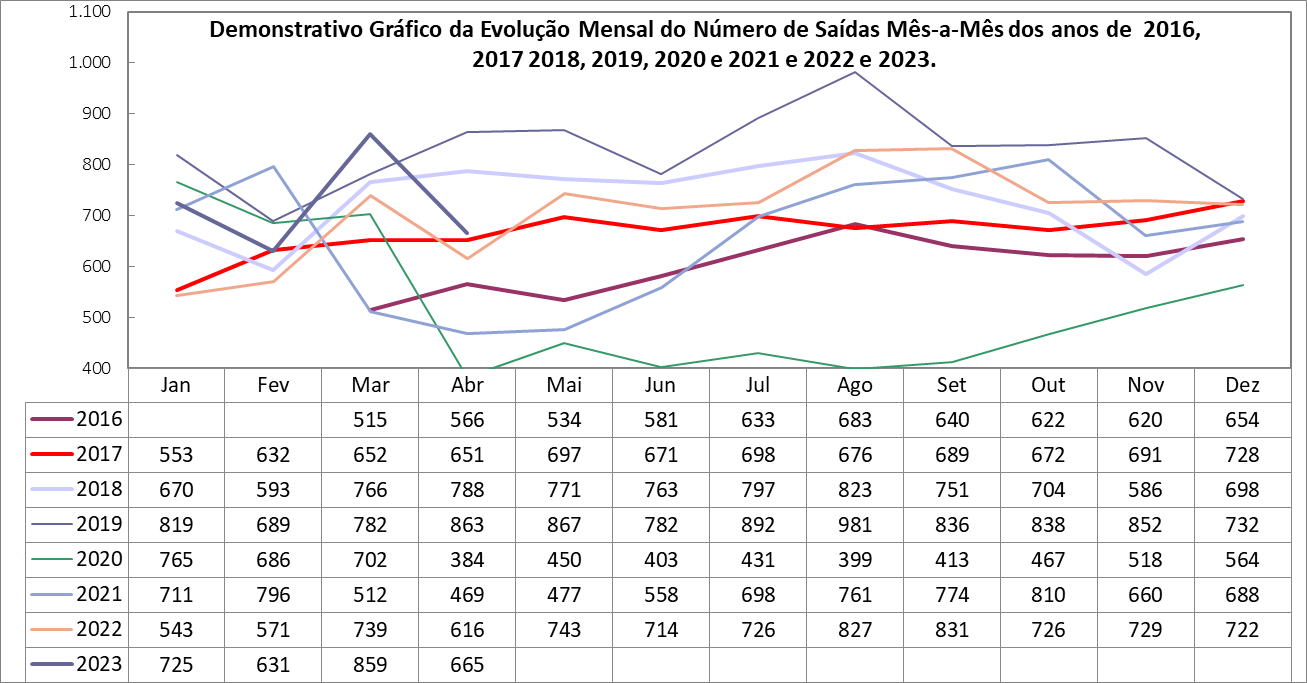 Demonstrativo Gráfico da Evolução Mensal do Número de Saídas Mês-a-Mês dos anos de 2016,
2017 2018, 2019, 2020 e 2021 e 2022 e 2023.
1.100
1.000
900
800
700
600
500
400
Jan Fev Mar Abr Mai Jun Jul Ago Set Out Nov Dez
2016 515 566 534 581 633 683 640 622 620 654
2017 553 632 652 651 697 671 698 676 689 672 691 728
2018 670 593 766 788 771 763 797 823 751 704 586 698
2019 819 689 782 863 867 782 892 981 836 838 852 732
2020 765 686 702 384 450 403 431 399 413 467 518 564
2021 711 796 512 469 477 558 698 761 774 810 660 688
2022 543 571 739 616 743 714 726 827 831 726 729 722
2023 725 631 859 665